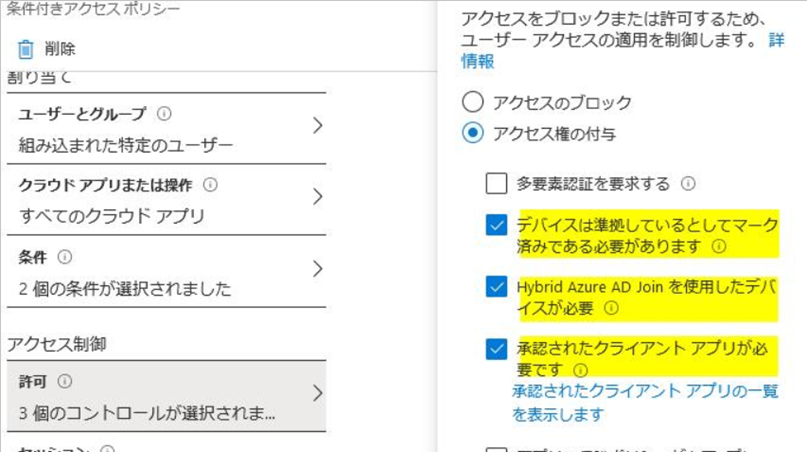 条件付きアクセス ポリシー
削除
割り当て
ユーザーとグループ
組み込まれた特定のユーザー
クラウド アプリまたは操作
すべてのクラウド アプリ
条件
2 個の条件が選択されました
アクセス制御
許可
3 個のコントロールが選択されま...
セッション
アクセスをブロックまたは許可するため、
ユーザー アクセスの適用を制御します。 詳
情報
アクセスのブロック
アクセス権の付与
多要素認証を要求する
デバイスは準拠しているとしてマーク
済みである必要があります
Hybrid Azure AD Join を使用したデバ
イスが必要
承認されたクライアント アプリが必
要です
承認されたクライアント アプリの一覧
を表示します